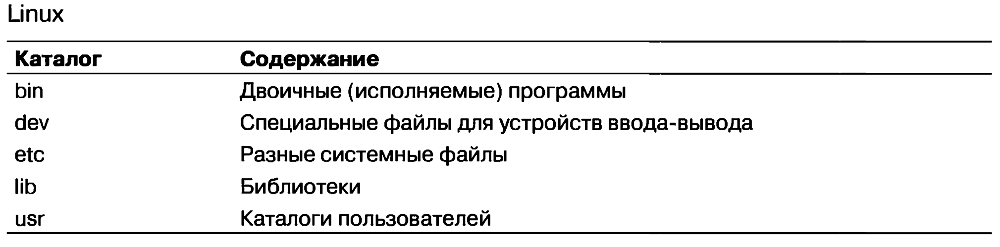 Linux
Каталог Содержание
bin Двоичные (исполняемые) программы
dev Специальные файлы для устройств ввода-вывода
etc Разные системные файлы
lib Библиотеки
usr Каталоги пользователей